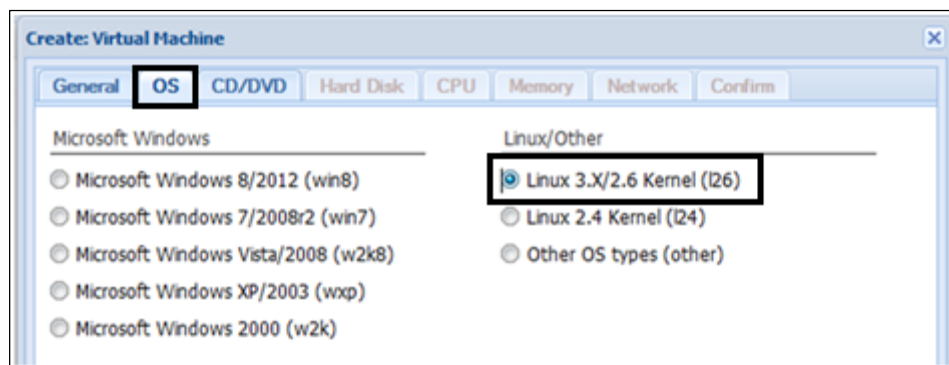 Create: Virtual Machine
General OS CD/DVD Hard Disk CPU Memory Network Confirm
Microsoft Windows
Microsoft Windows 8/2012 (win8)
Microsoft Windows 7/2008r2 (win7)
Microsoft Windows Vista/2008 (w2k8)
Microsoft Windows XP/2003 (wxp)
Microsoft Windows 2000 (w2k)
Linux/Other
Linux 3.X/2.6 Kernel (l26)
Linux 2.4 Kernel (l24)
Other OS types (other)